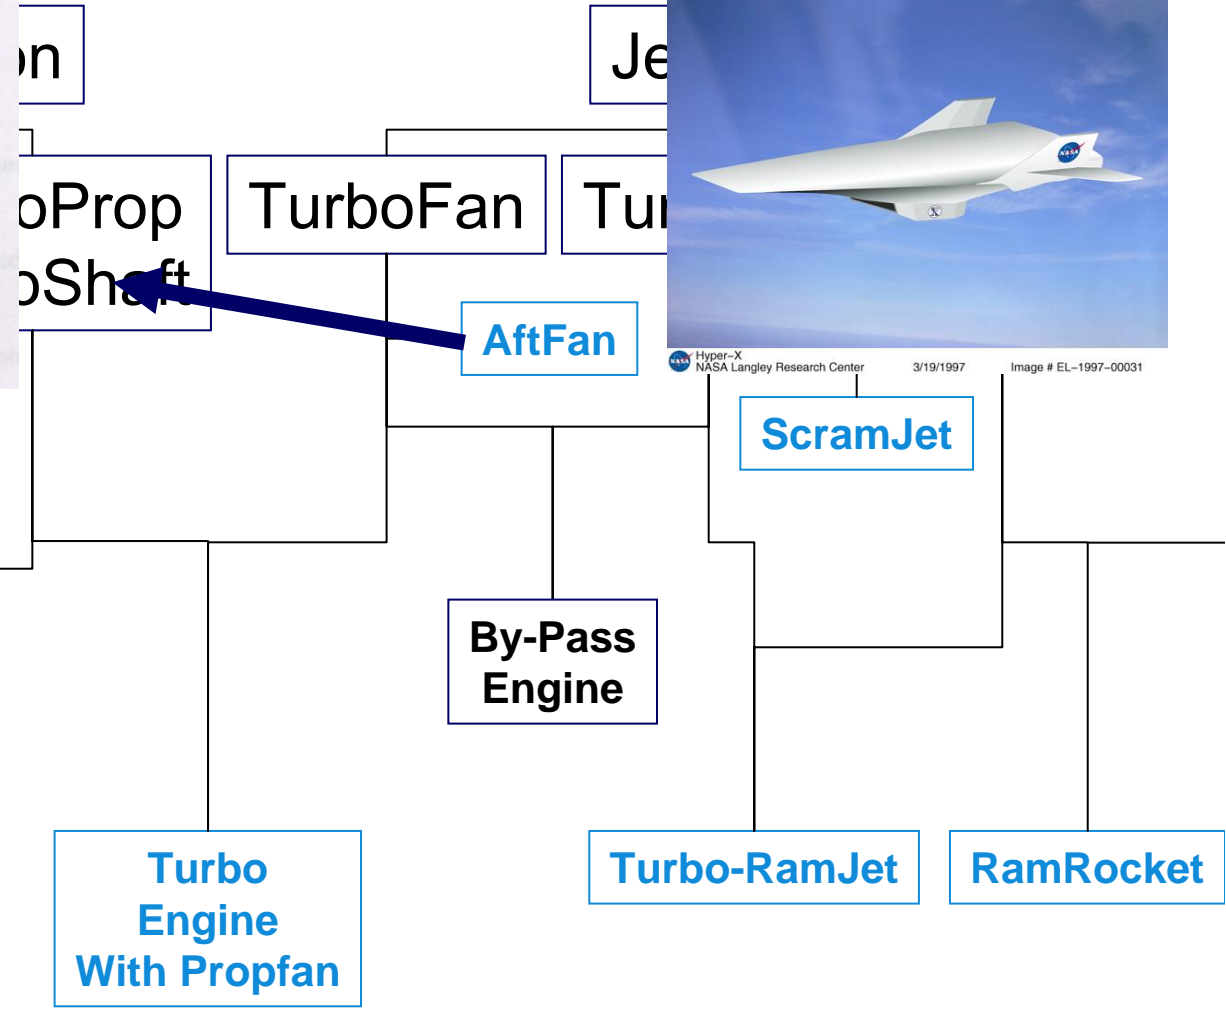 TurboFan
AftFan
Hyper-X
NASA Langley Research Center 3/19/1997 Image # EL-1997-00031
ScramJet
By-Pass
Engine
Turbo
Engine
With Propfan
Turbo-RamJet
RamRocket